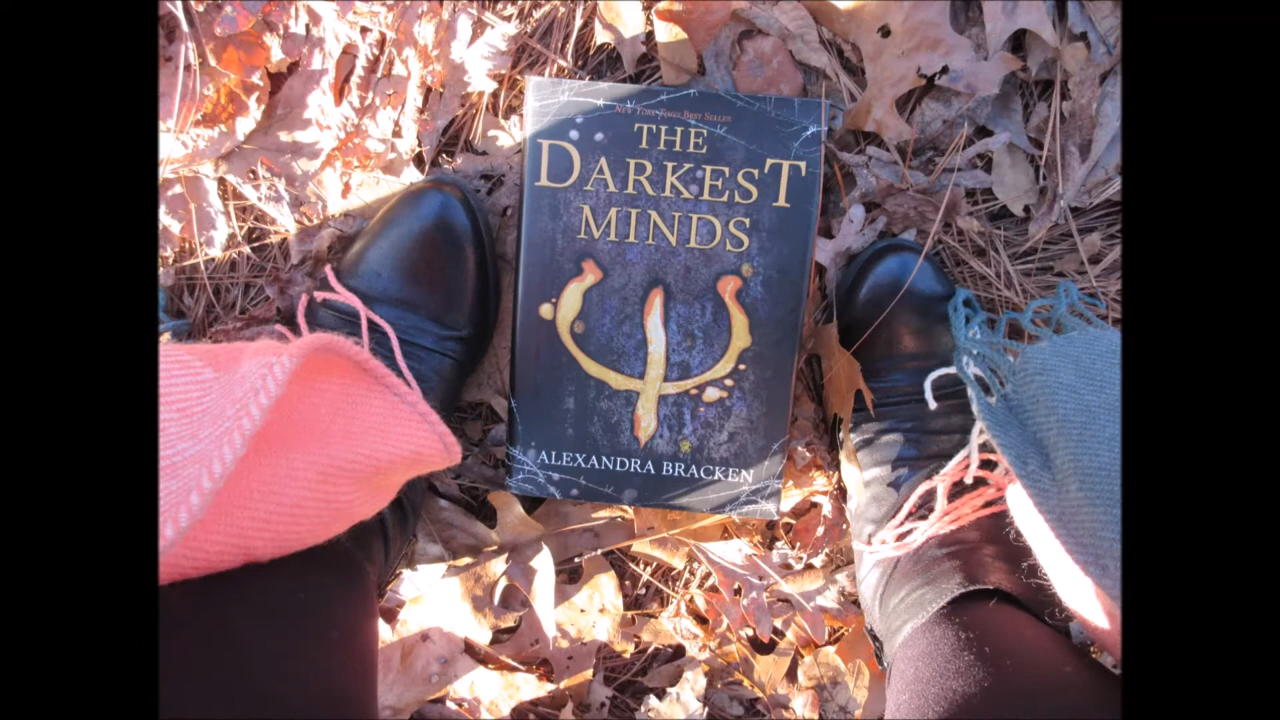 NEW YORK TIMES BEST SELLER
THE
DARKEST
MINDS
ALEXANDRA BRACKEN